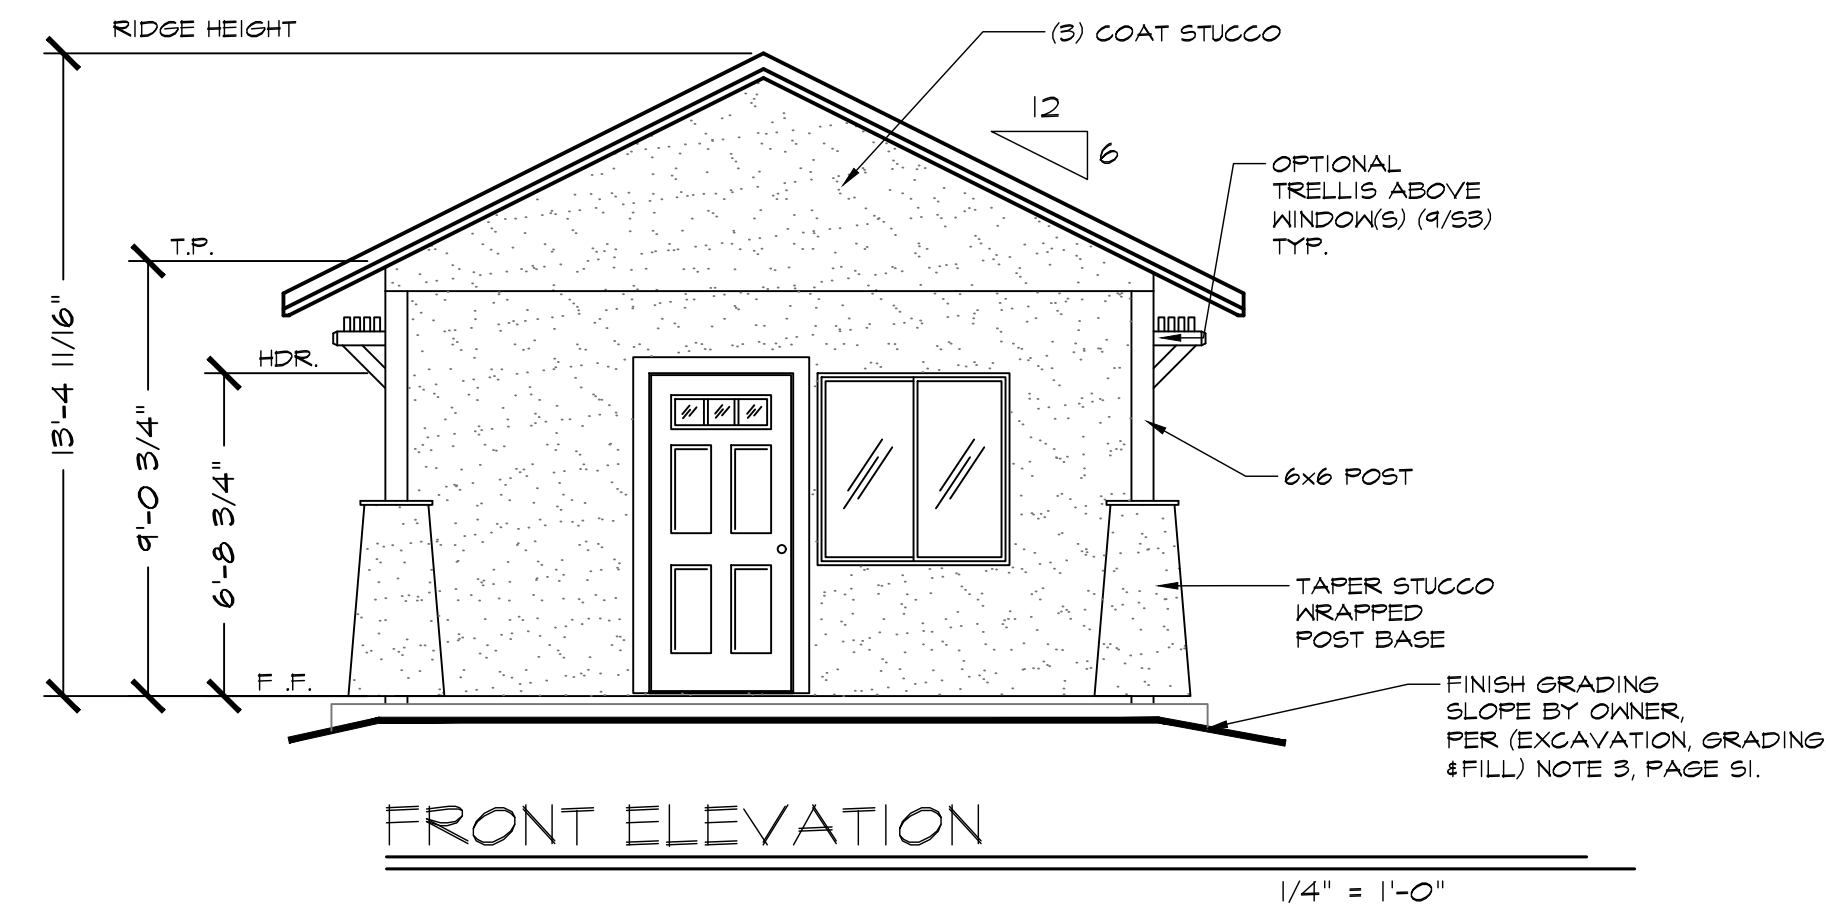 RIDGE HEIGHT
(3) COAT STUCCO
12
6
OPTIONAL
TRELLIS ABOVE
WINDOW(S) (9/S3)
TYP.
T.P.
HDR.
13'-4 11/16"
9'-0 3/4"
6'-8 3/4"
6x6 POST
TAPER STUCCO
WRAPPED
POST BASE
F .F.
FINISH GRADING
SLOPE BY OWNER,
PER (EXCAVATION, GRADING
&FILL) NOTE 3, PAGE S1.
FRONT ELEVATION
1/4" = 1'-0"